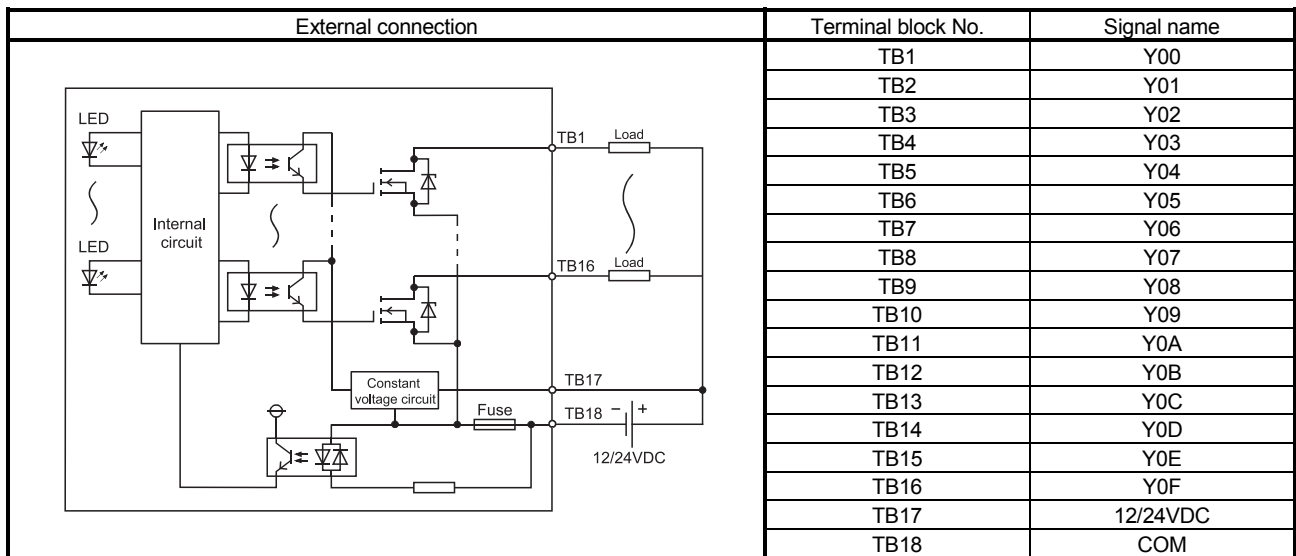 External connection
Terminal block No. Signal name
LED
LED
Internal
circuit
TB1 Load
TB16 Load
Constant
voltage circuit
TB17
Fuse
TB18 − +
12/24VDC
TB1 Y00
TB2 Y01
TB3 Y02
TB4 Y03
TB5 Y04
TB6 Y05
TB7 Y06
TB8 Y07
TB9 Y08
TB10 Y09
TB11 Y0A
TB12 Y0B
TB13 Y0C
TB14 Y0D
TB15 Y0E
TB16 Y0F
TB17 12/24VDC
TB18 COM